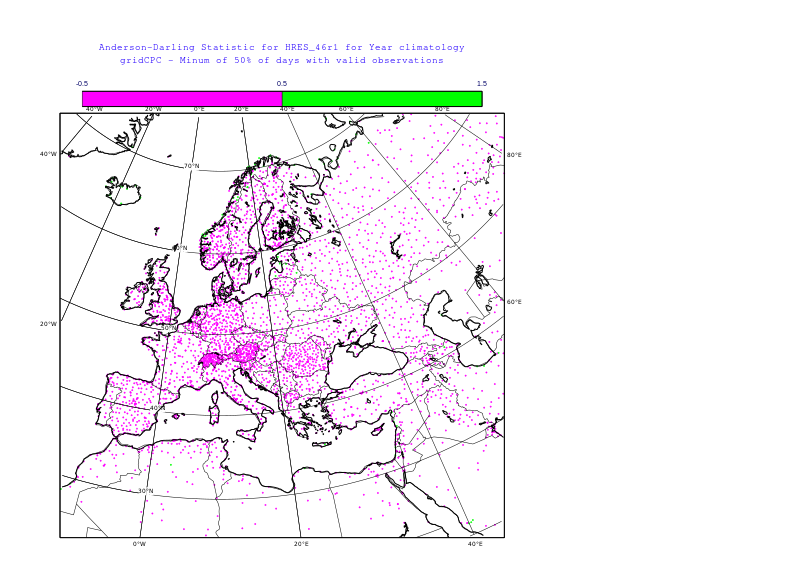 Anderson-Darling Statistic for HRES_46r1 for Year climatology
gridCPC - Minum of 50% of days with valid observations
-0.5 0.5 1.5
40°W 20°W 0°E 20°E 40°E 60°E 80°E
40°W 80°E
70°N
60°N
60°E
20°W
50°N
40°N
30°N
0°W 20°E 40°E